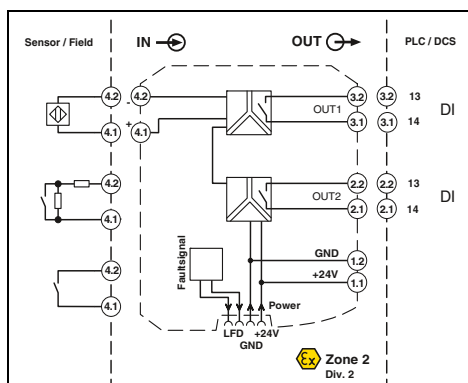 Sensor / Field
IN
OUT
PLC / DCS
4.2
4.2
-
3.2
3.2
13
OUT1
DI
4.1
+
4.1
3.1
3.1
14
4.2
2.2
2.2
13
OUT2
DI
4.1
2.1
2.1
14
Faultsignal
GND
1.2
4.2
+24V
1.1
4.1
Power
LFD
+24V
GND
Ex
Zone 2
Div. 2